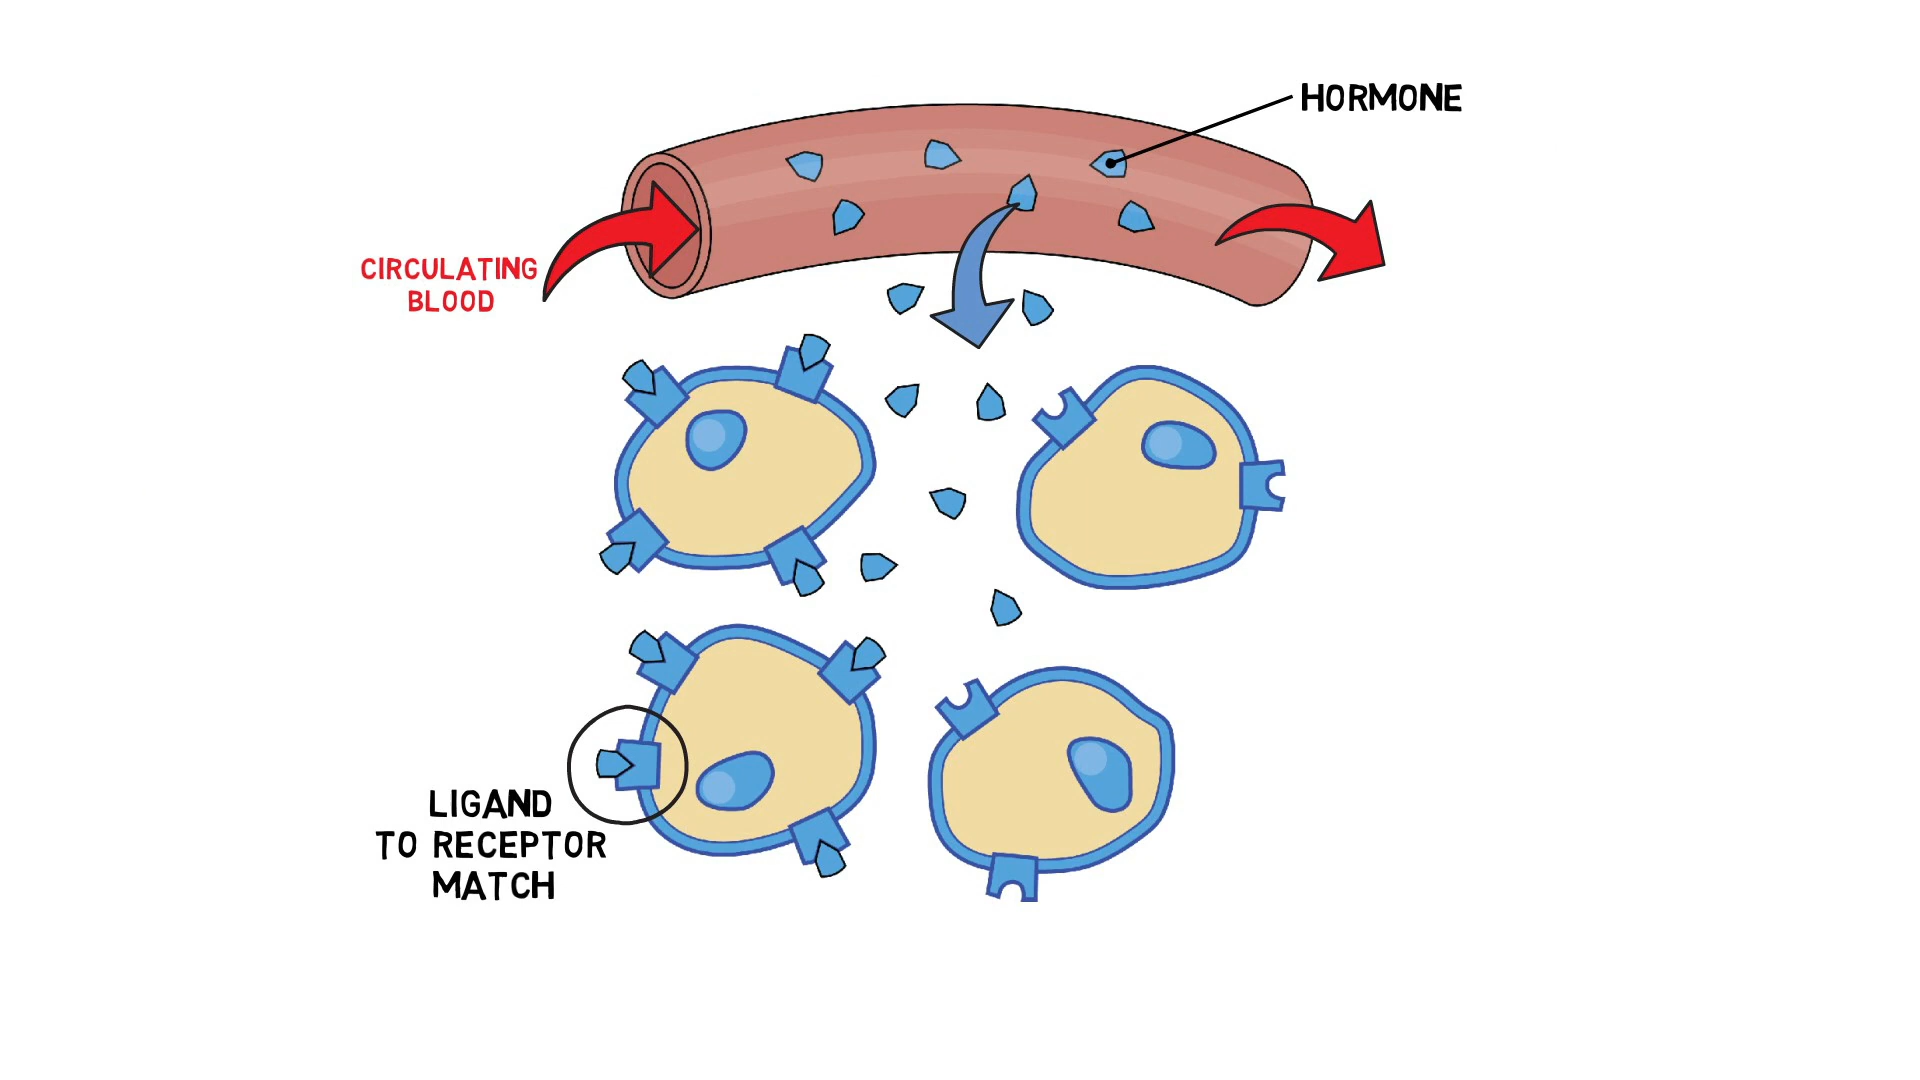 HORMONE
CIRCULATING
BLOOD
LIGAND
TO RECEPTOR
MATCH